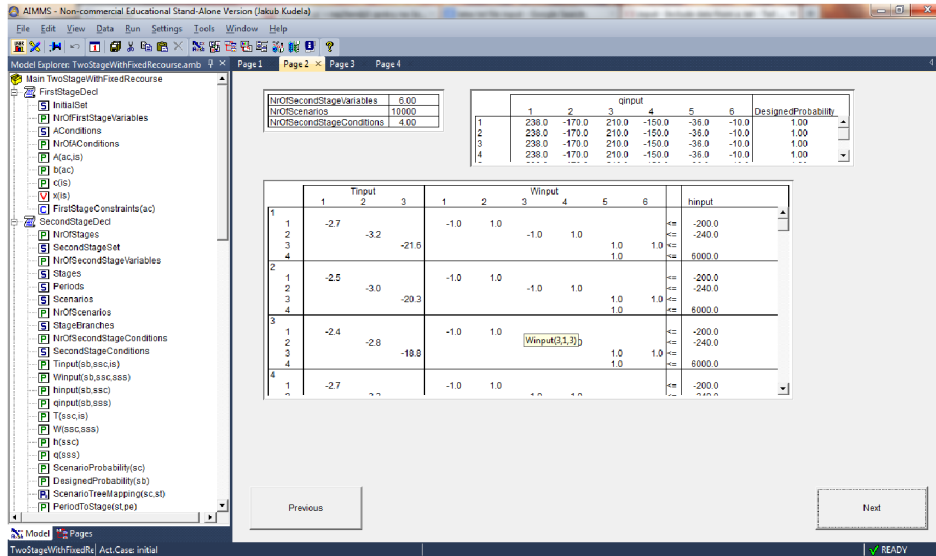 AIMMS - Non-commercial Educational Stand-Alone Version (Jakub Kudela)
File Edit View Data Run Settings Tools Window Help
Model Explorer: TwoStageWithFixedRecourse.amb
Page 1 Page 2 Page 3 Page 4
Main TwoStageWithFixedRecourse
FirstStageDecl
S InitialSet
P NrOfFirstStageVariables
S AConditions
P NrOfAConditions
P A(ac,is)
P b(ac)
P c(is)
V x(is)
C FirstStageConstraints(ac)
SecondStageDecl
P NrOfStages
S SecondStageSet
P NrOfSecondStageVariables
S Stages
S Periods
S Scenarios
P NrOfScenarios
S StageBranches
P NrOfSecondStageConditions
S SecondStageConditions
P Tinput(sb,ssc,is)
P Winput(sb,ssc,sss)
P hinput(sb,ssc)
P qinput(sb,sss)
P T(ssc,is)
P W(ssc,sss)
P h(ssc)
P q(sss)
P ScenarioProbability(sc)
P DesignedProbability(sb)
P ScenarioTreeMapping(sc,st)
P PeriodToStage(st,pe)
Model Pages
NrOfSecondStageVariables 6.00
NrOfScenarios 10000
NrOfSecondStageConditions 4.00
qinput
1 2 3 4 5 6 DesignedProbability
1 238.0 -170.0 210.0 -150.0 -36.0 -10.0 1.00
2 238.0 -170.0 210.0 -150.0 -36.0 -10.0 1.00
3 238.0 -170.0 210.0 -150.0 -36.0 -10.0 1.00
4 238.0 -170.0 210.0 -150.0 -36.0 -10.0 1.00
Tinput Winput hinput
1 2 3 1 2 3 4 5 6
1
1 -2.7 -1.0 1.0 <= -200.0
2 -3.2 -1.0 1.0 <= -240.0
3 -21.6 1.0 1.0 <=
4 1.0 <= 6000.0
2
1 -2.5 -1.0 1.0 <= -200.0
2 -3.0 -1.0 1.0 <= -240.0
3 -20.3 1.0 1.0 <=
4 1.0 <= 6000.0
3
1 -2.4 -1.0 1.0 <= -200.0
2 -2.8 Winput(3,1,3) <= -240.0
3 -18.8 1.0 1.0 <=
4 1.0 <= 6000.0
4
1 -2.7 -1.0 1.0 <= -200.0
Previous
Next
TwoStageWithFixedRe Act.Case: initial
READY